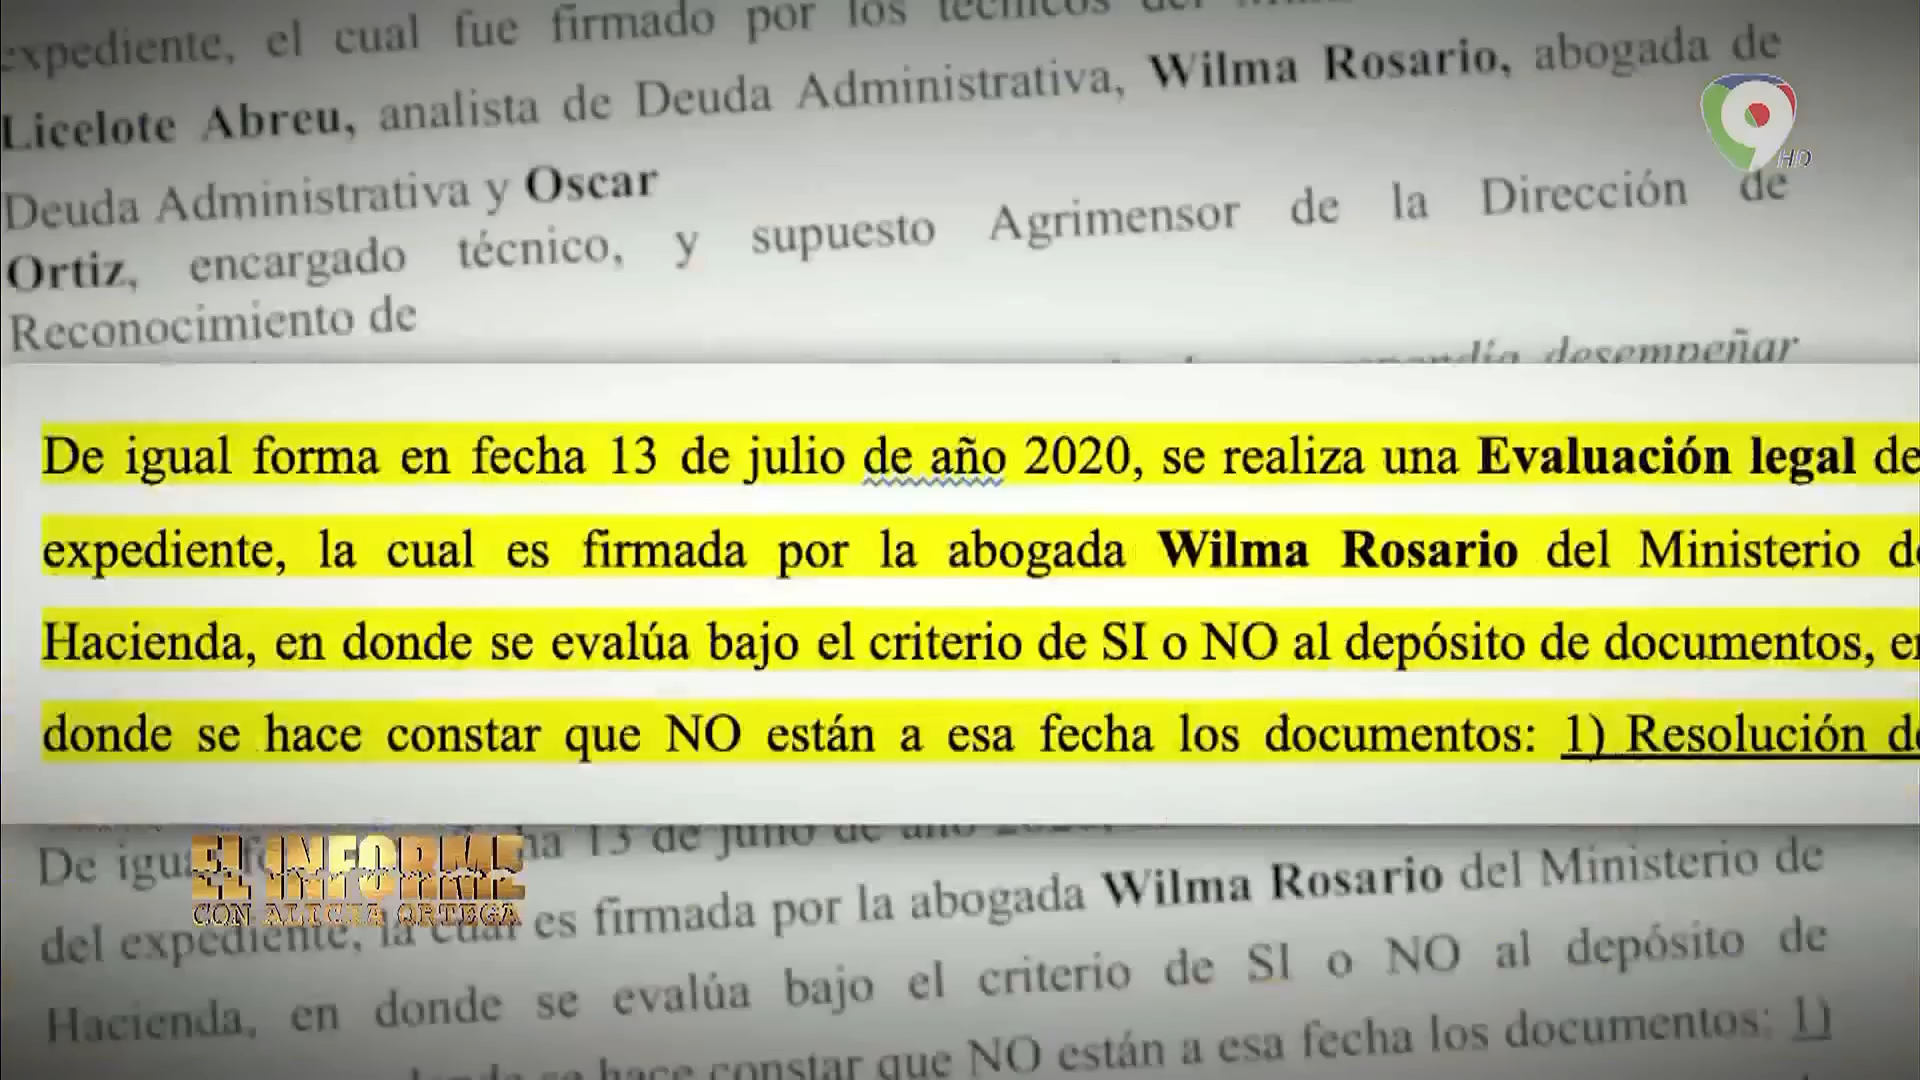 expediente, el cual fue firmado por los técnicos del
Licelote Abreu, analista de Deuda Administrativa, Wilma Rosario, abogada de
Deuda Administrativa y Oscar
Ortiz, encargado técnico, y supuesto Agrimensor de la Dirección de
Reconocimiento de
desempeñar
De igual forma en fecha 13 de julio de año 2020, se realiza una Evaluación legal de
expediente, la cual es firmada por la abogada Wilma Rosario del Ministerio de
Hacienda, en donde se evalúa bajo el criterio de SI o NO al depósito de documentos, en
donde se hace constar que NO están a esa fecha los documentos: 1) Resolución de
13 de julio de año
del expediente, la cual es firmada por la abogada Wilma Rosario del Ministerio de
Hacienda, en donde se evalúa bajo el criterio de SI o NO al depósito de
donde se hace constar que NO están a esa fecha los documentos: 1)
EL INFORME
CON ALICIA ORTEGA
9
HD